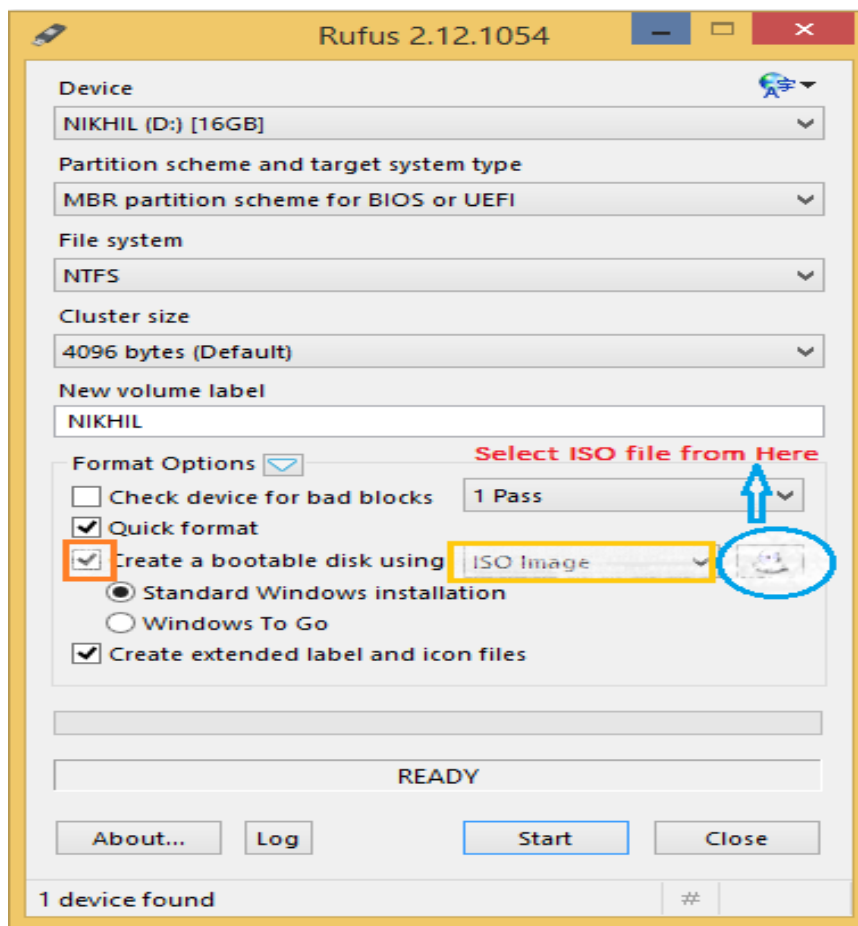 Rufus 2.12.1054
Device
NIKHIL (D:) [16GB]
Partition scheme and target system type
MBR partition scheme for BIOS or UEFI
File system
NTFS
Cluster size
4096 bytes (Default)
New volume label
NIKHIL
Select ISO file from Here
Format Options
Check device for bad blocks 1 Pass
Quick format
Create a bootable disk using ISO Image
Standard Windows installation
Windows To Go
Create extended label and icon files
READY
About... Log Start Close
1 device found #